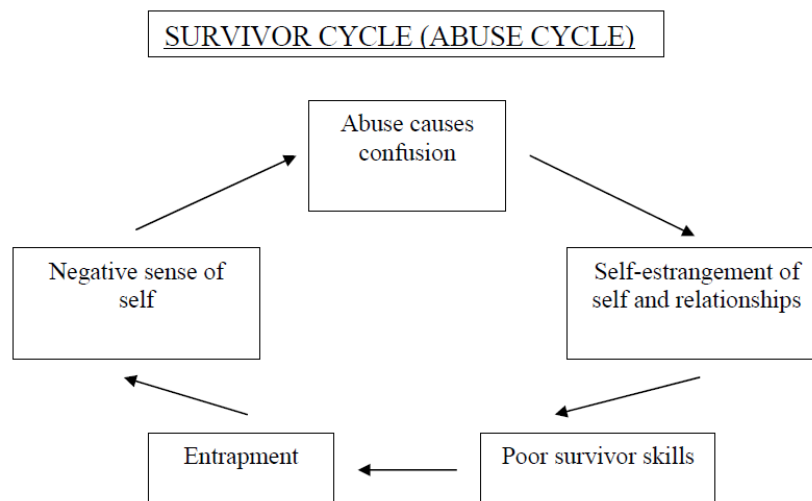 SURVIVOR CYCLE (ABUSE CYCLE)
Abuse causes
confusion
Negative sense of
self
Self-estrangement of
self and relationships
Entrapment
Poor survivor skills